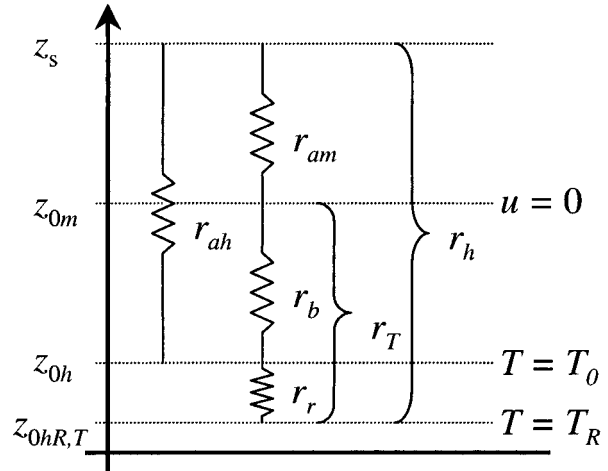 z_s
r_am
z_0m
u = 0
r_ah
r_h
r_b
r_T
z_0h
T = T_0
r_r
z_0hR,T
T = T_R